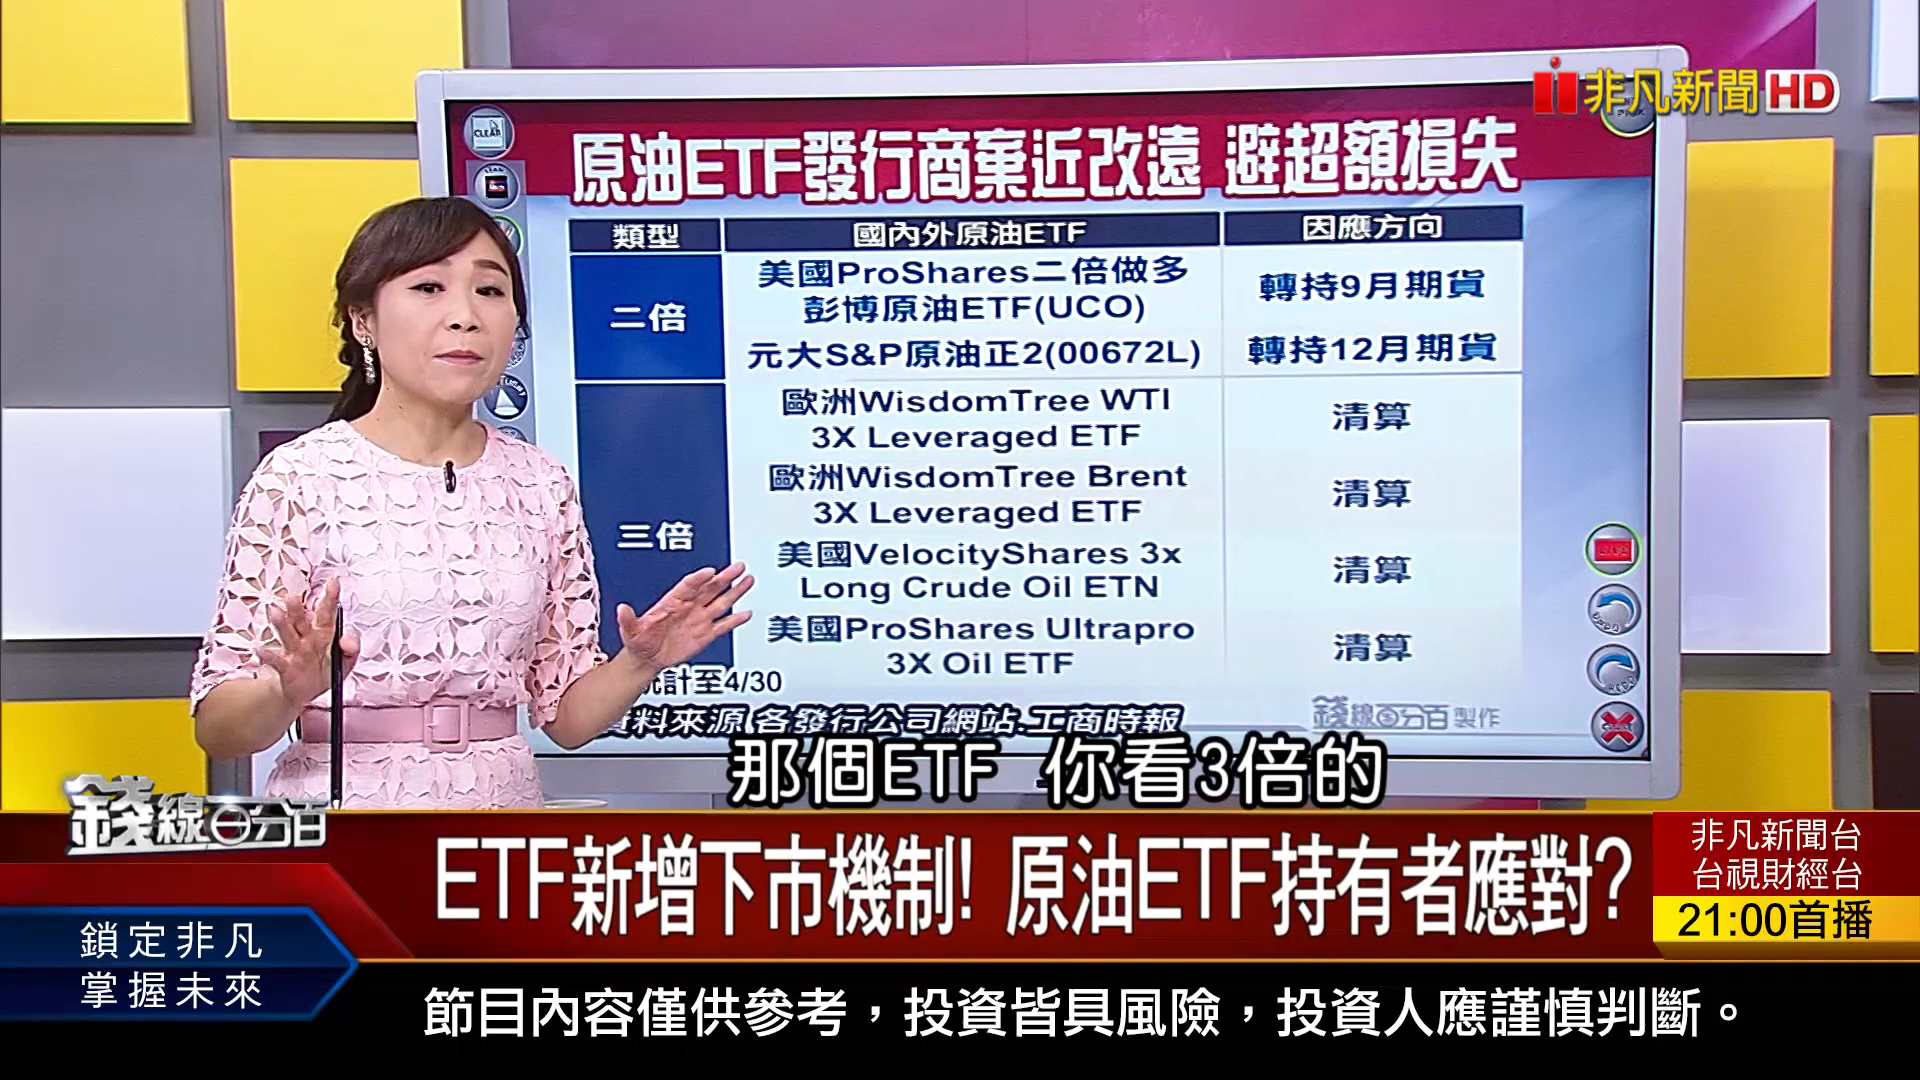 非凡新聞HD
CLEAR
原油ETF發行商棄近改遠 避超額損失
類型 國內外原油ETF 因應方向
二倍
美國ProShares二倍做多
彭博原油ETF(UCO)
轉持9月期貨
元大S&P原油正2(00672L) 轉持12月期貨
三倍
歐洲WisdomTree WTI
3X Leveraged ETF
清算
歐洲WisdomTree Brent
3X Leveraged ETF
清算
美國VelocityShares 3x
Long Crude Oil ETN
清算
美國ProShares Ultrapro
3X Oil ETF
清算
統計至4/30
資料來源.各發行公司網站.工商時報
錢線百分百 製作
那個ETF 你看3倍的
錢線百分百
ETF新增下市機制! 原油ETF持有者應對?
非凡新聞台
台視財經台
21:00首播
鎖定非凡
掌握未來
節目內容僅供參考，投資皆具風險，投資人應謹慎判斷。